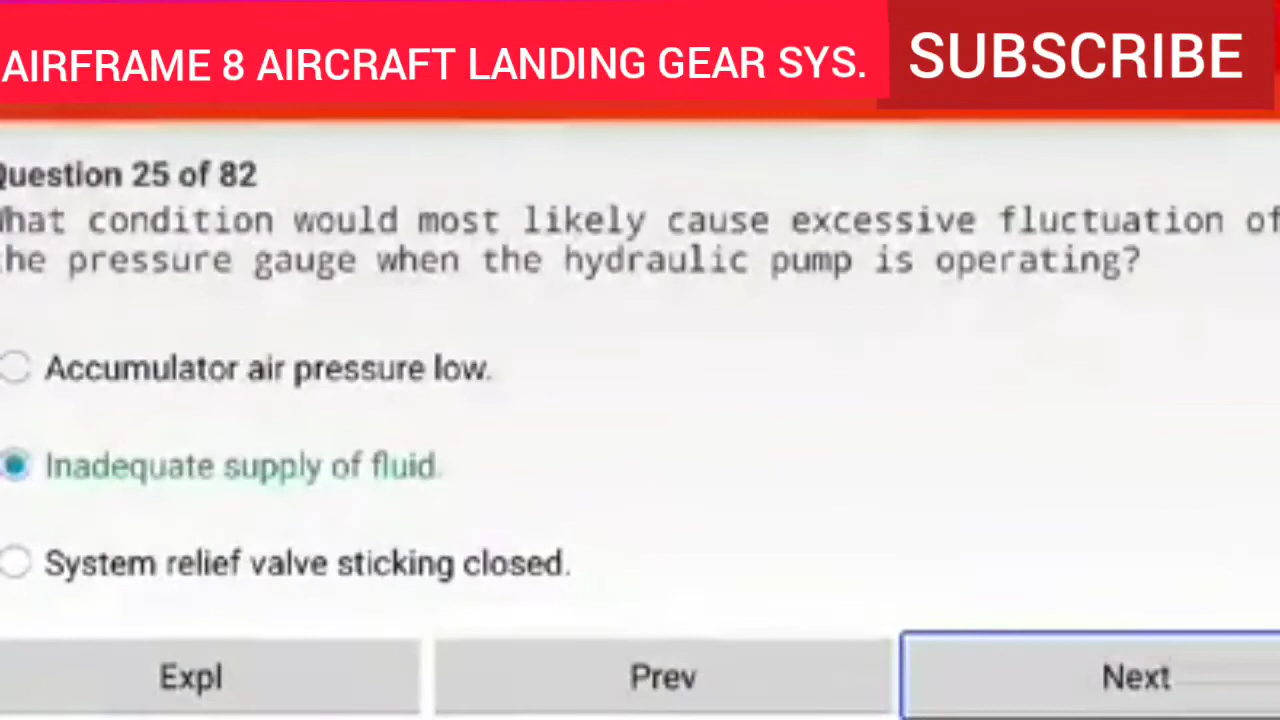 AIRFRAME 8 AIRCRAFT LANDING GEAR SYS.
SUBSCRIBE
Question 25 of 82
What condition would most likely cause excessive fluctuation of
the pressure gauge when the hydraulic pump is operating?
Accumulator air pressure low.
Inadequate supply of fluid.
System relief valve sticking closed.
Expl
Prev
Next